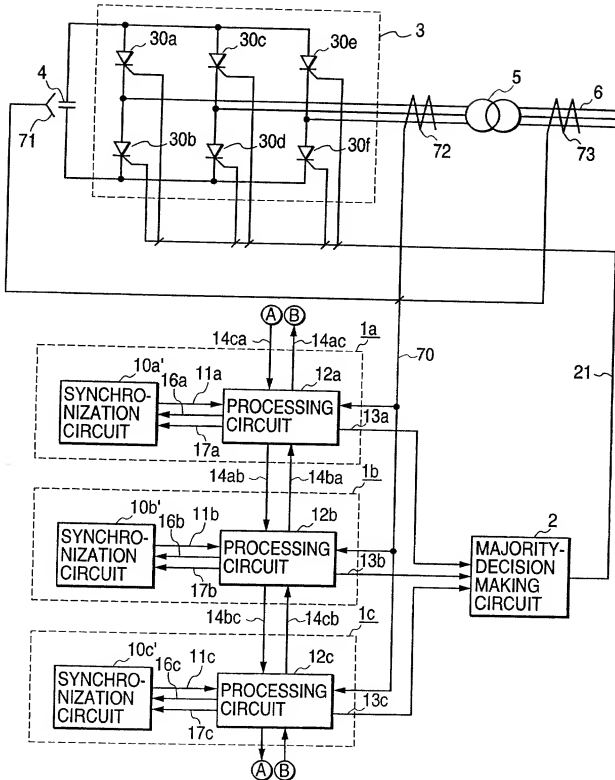 3
30a
30c
30e
4
5
6
71
30b
30d
30f
72
73
A
B
14ca
14ac
1a
70
21
10a'
11a
12a
16a
SYNCHRO-
NIZATION
CIRCUIT
PROCESSING
CIRCUIT
13a
17a
14ab
14ba
1b
10b'
11b
12b
2
16b
SYNCHRO-
NIZATION
CIRCUIT
PROCESSING
CIRCUIT
13b
MAJORITY-
DECISION
MAKING
CIRCUIT
17b
14bc
14cb
1c
10c'
11c
12c
16c
SYNCHRO-
NIZATION
CIRCUIT
PROCESSING
CIRCUIT
13c
17c
A
B